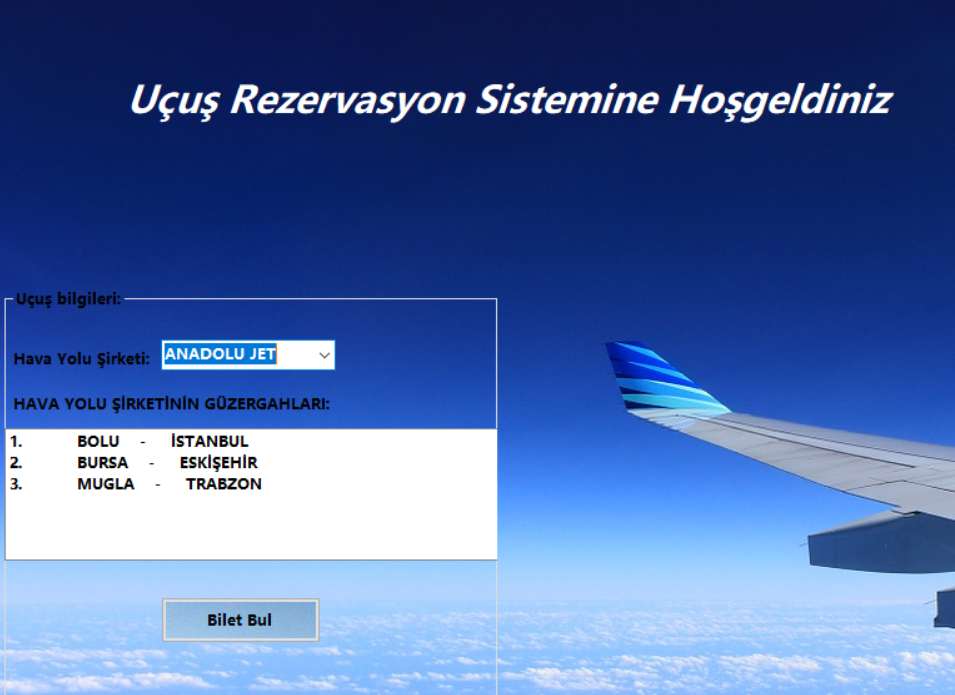 Uçuş Rezervasyon Sistemine Hoşgeldiniz
Uçuş bilgileri:
Hava Yolu Şirketi: ANADOLU JET
HAVA YOLU ŞİRKETİNİN GÜZERGAHLARI:
1. BOLU - İSTANBUL
2. BURSA - ESKİŞEHİR
3. MUGLA - TRABZON
Bilet Bul